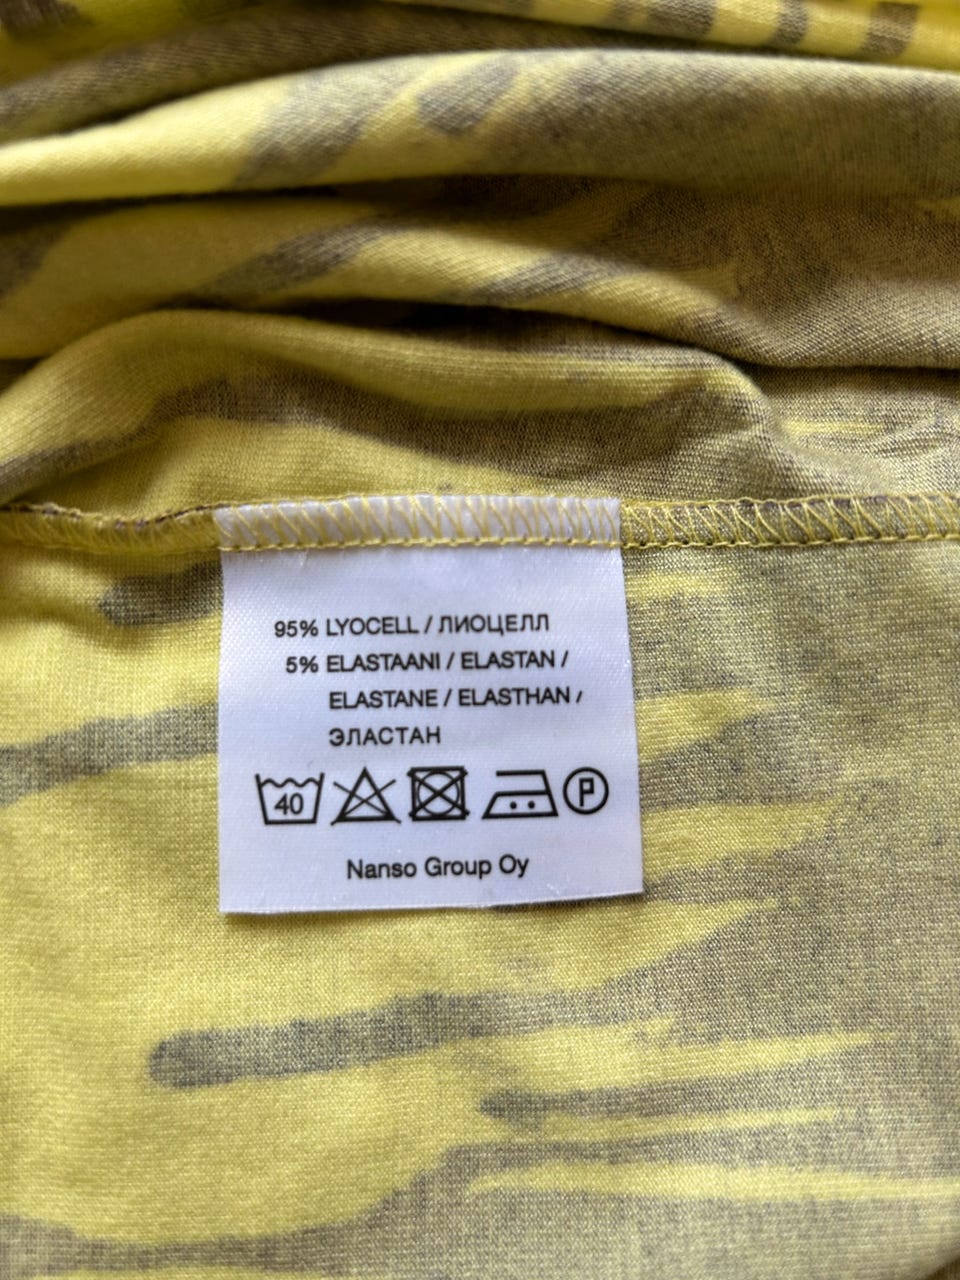 95% LYOCELL / ЛИОЦЕЛЛ
5% ELASTAANI / ELASTAN /
ELASTANE / ELASTHAN /
ЭЛАСТАН
40 P
Nanso Group Oy